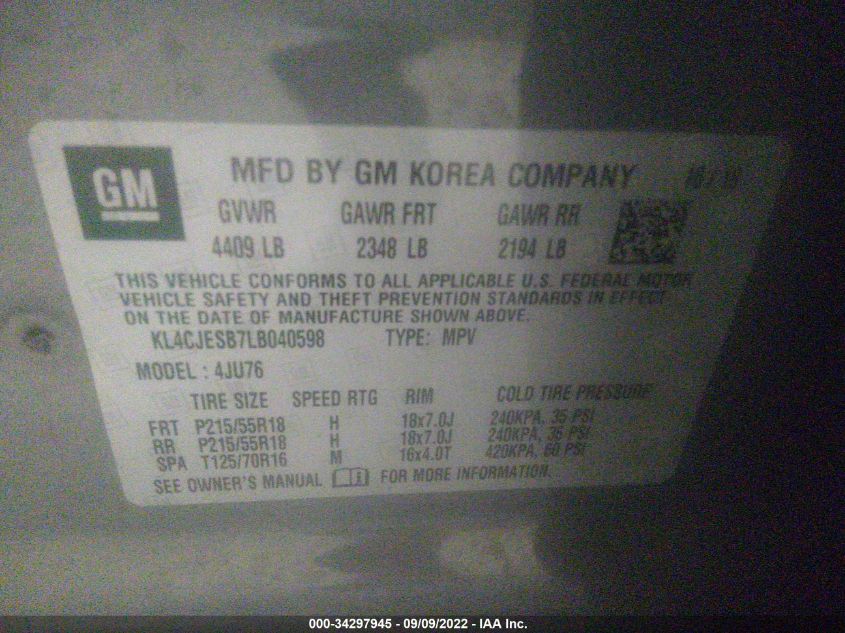 GM
MFD BY GM KOREA COMPANY
GVWR GAWR FRT GAWR RR
4409 LB 2348 LB 2194 LB
THIS VEHICLE CONFORMS TO ALL APPLICABLE U.S. FEDERAL MOTOR
VEHICLE SAFETY AND THEFT PREVENTION STANDARDS IN EFFECT
ON THE DATE OF MANUFACTURE SHOWN ABOVE.
KL4CJESB7LB040598 TYPE: MPV
MODEL : 4JU76
TIRE SIZE SPEED RTG RIM COLD TIRE PRESSURE
FRT P215/55R18 H 18x7.0J 240KPA, 35 PSI
RR P215/55R18 H 18x7.0J 240KPA, 35 PSI
SPA T125/70R16 M 16x4.0T 420KPA, 60 PSI
SEE OWNER'S MANUAL FOR MORE INFORMATION.
000-34297945 - 09/09/2022 - IAA Inc.